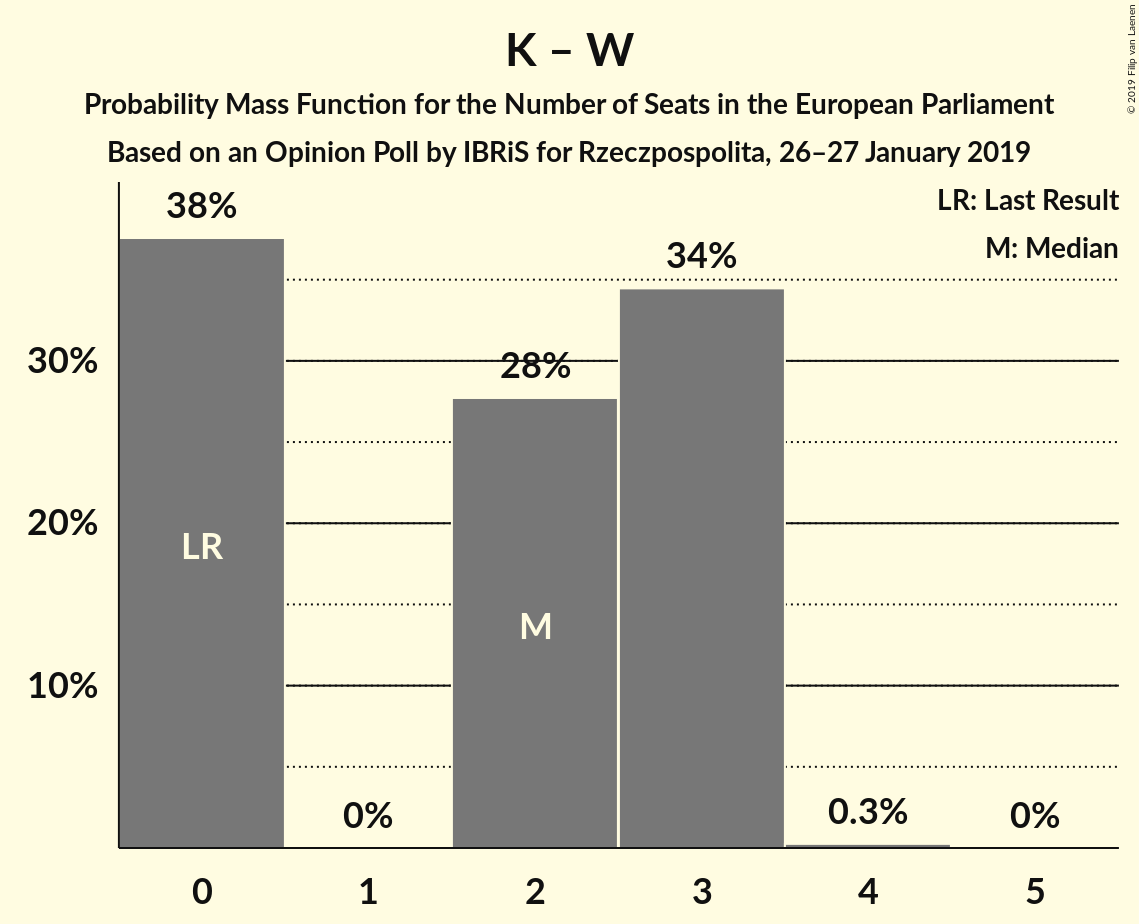 K – W
Probability Mass Function for the Number of Seats in the European Parliament
Based on an Opinion Poll by IBRiS for Rzeczpospolita, 26–27 January 2019
© 2019 Filip van Laenen
LR: Last Result
M: Median
38%
34%
30%
28%
20%
LR
M
10%
0%
0.3%
0%
0 1 2 3 4 5